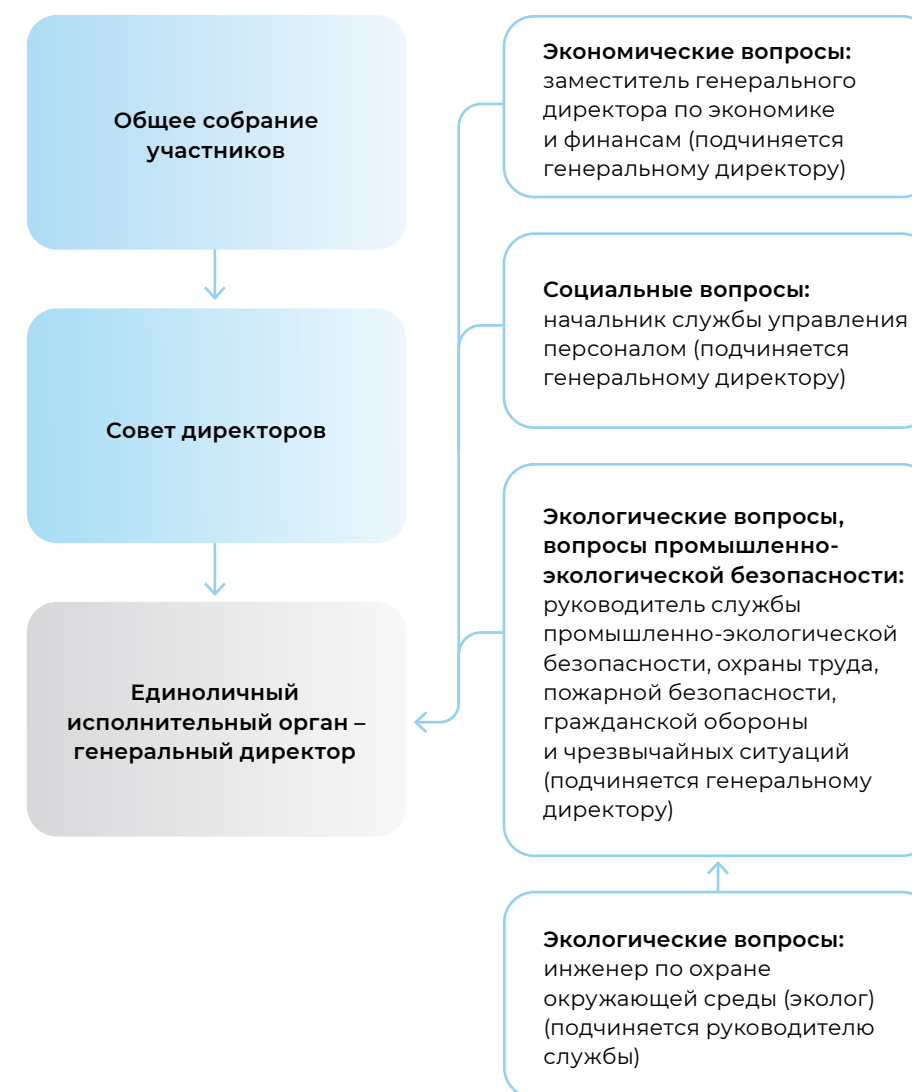 Общее собрание
участников
Совет директоров
Единоличный
исполнительный орган –
генеральный директор
Экономические вопросы:
заместитель генерального
директора по экономике
и финансам (подчиняется
генеральному директору)
Социальные вопросы:
начальник службы управления
персоналом (подчиняется
генеральному директору)
Экологические вопросы,
вопросы промышленно-
экологической безопасности:
руководитель службы
промышленно-экологической
безопасности, охраны труда,
пожарной безопасности,
гражданской обороны
и чрезвычайных ситуаций
(подчиняется генеральному
директору)
Экологические вопросы:
инженер по охране
окружающей среды (эколог)
(подчиняется руководителю
службы)